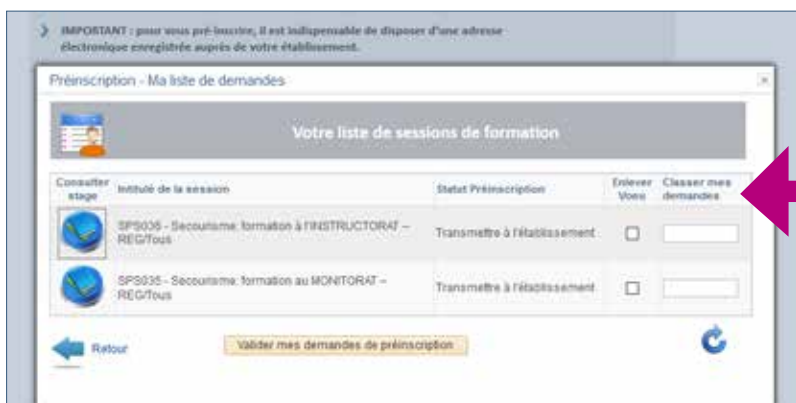 IMPORTANT : pour vous pré-inscrire, il est indispensable de disposer d'une adresse
électronique enregistrée auprès de votre établissement.
Préinscription - Ma liste de demandes
Votre liste de sessions de formation
Consulter stage Intitulé de la session Statut Préinscription Enlever Voeu Classer mes demandes
SPS036 - Secourisme: formation à l'INSTRUCTORAT –
REG/Tous
Transmettre à l'établissement
SPS035 - Secourisme: formation au MONITORAT –
REG/Tous
Transmettre à l'établissement
Retour
Valider mes demandes de préinscription